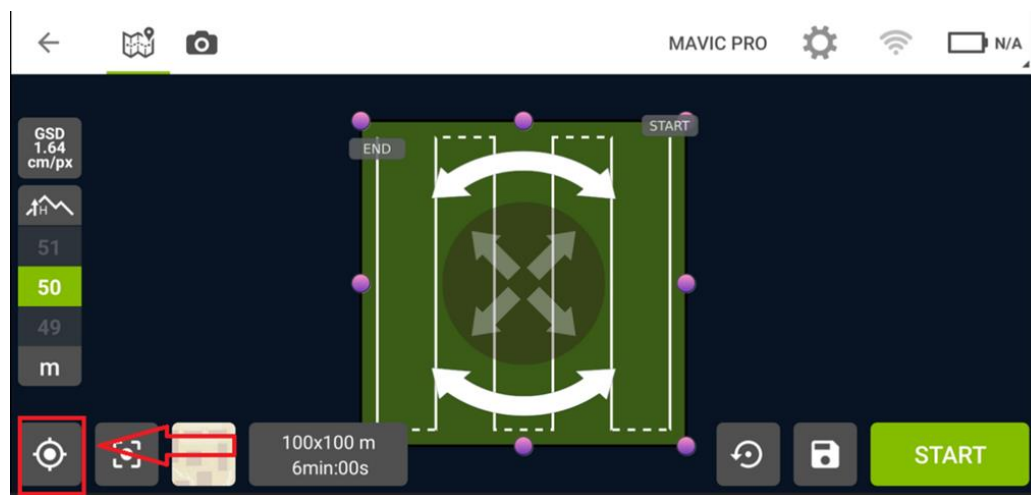 MAVIC PRO
N/A
GSD
1.64
cm/px
START
END
H
51
50
49
m
100x100 m
6min:00s
START